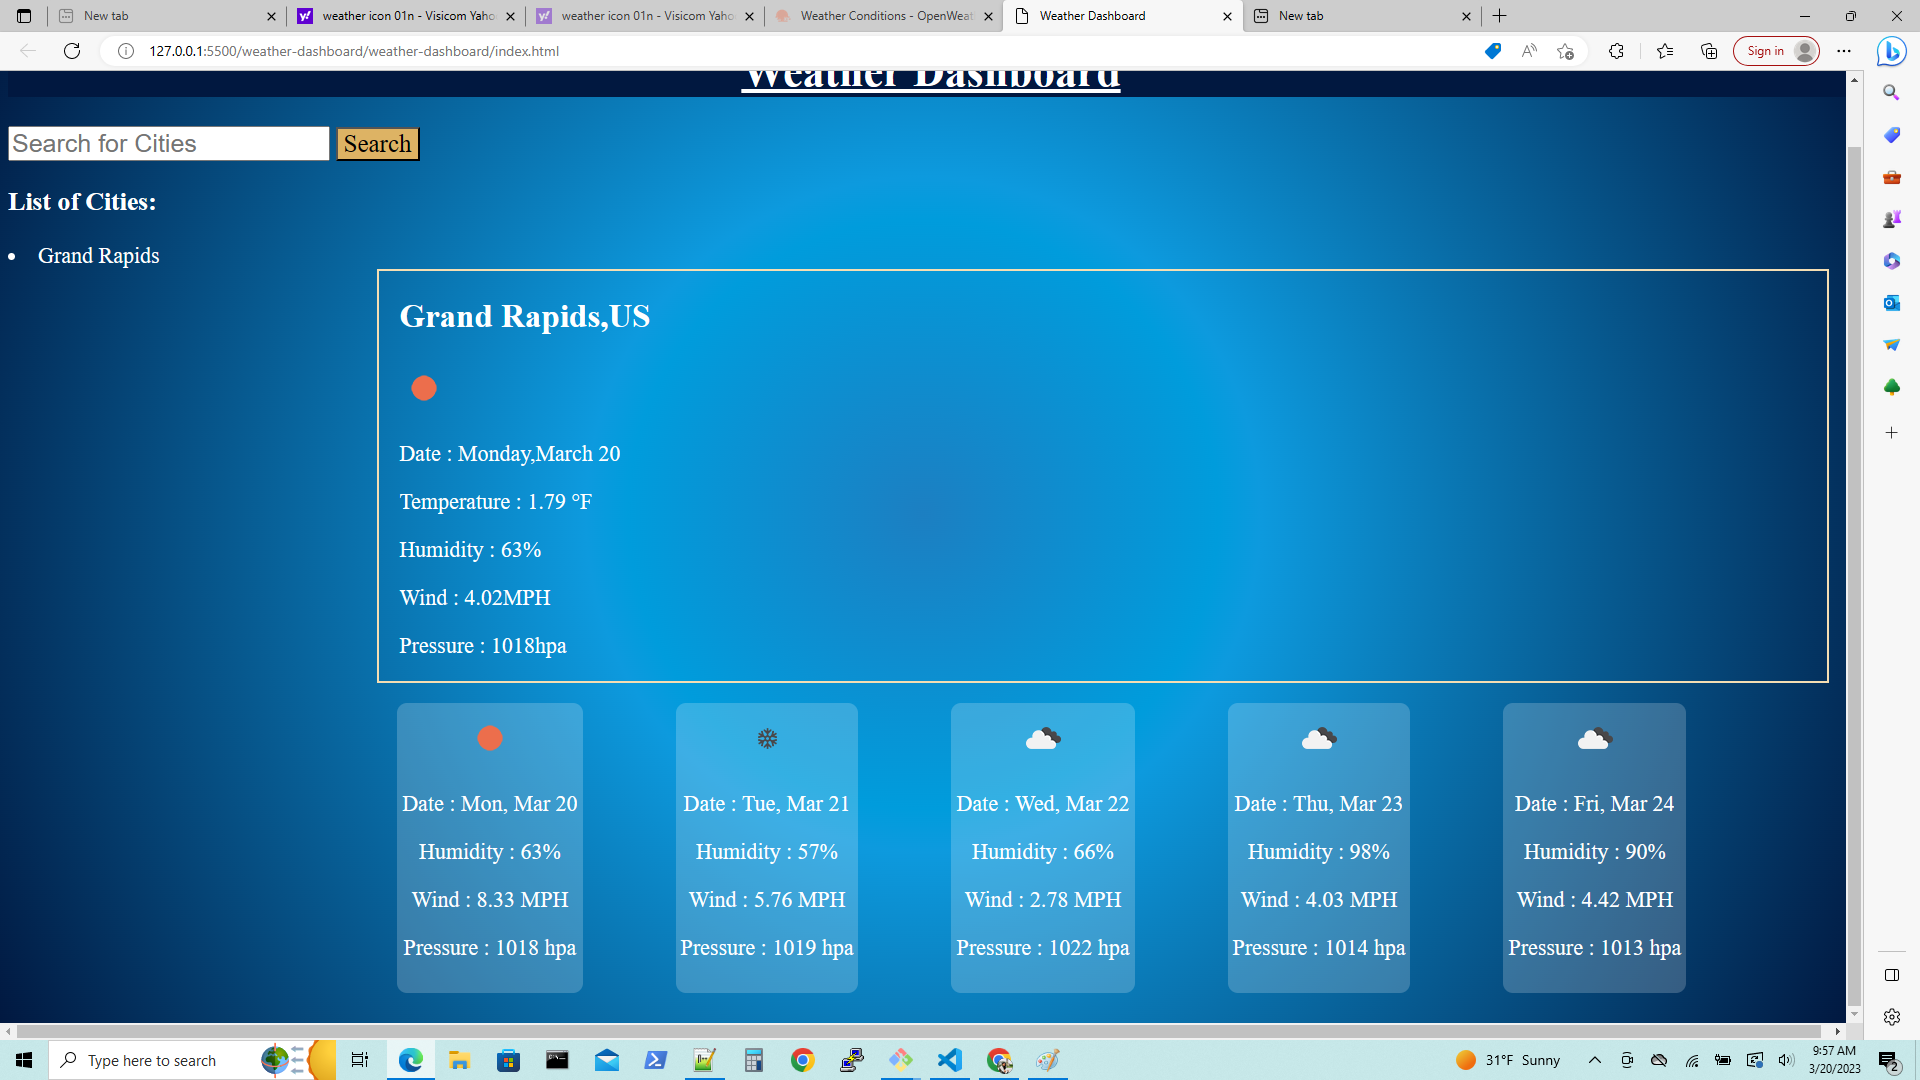 New tab
weather icon 01n - Visicom Yaho
weather icon 01n - Visicom Yaho
Weather Conditions - OpenWeat
Weather Dashboard
New tab
127.0.0.1:5500/weather-dashboard/weather-dashboard/index.html
Sign in
Weather Dashboard
Search for Cities
Search
List of Cities:
Grand Rapids
Grand Rapids,US
Date : Monday,March 20
Temperature : 1.79 °F
Humidity : 63%
Wind : 4.02MPH
Pressure : 1018hpa
Date : Mon, Mar 20
Humidity : 63%
Wind : 8.33 MPH
Pressure : 1018 hpa
Date : Tue, Mar 21
Humidity : 57%
Wind : 5.76 MPH
Pressure : 1019 hpa
Date : Wed, Mar 22
Humidity : 66%
Wind : 2.78 MPH
Pressure : 1022 hpa
Date : Thu, Mar 23
Humidity : 98%
Wind : 4.03 MPH
Pressure : 1014 hpa
Date : Fri, Mar 24
Humidity : 90%
Wind : 4.42 MPH
Pressure : 1013 hpa
Type here to search
31°F Sunny
9:57 AM
3/20/2023
2